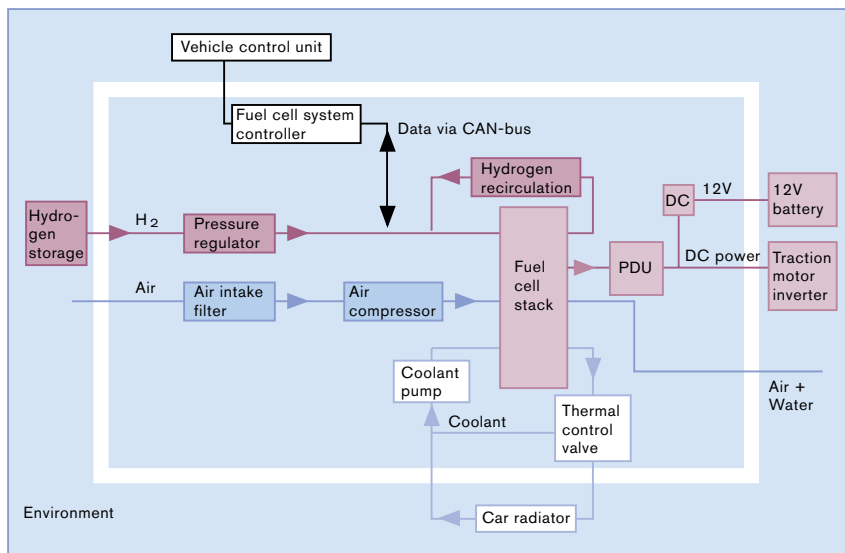 Vehicle control unit
Fuel cell system
controller
Data via CAN-bus
Hydrogen
recirculation
DC
12V
12V
battery
Hydro-
gen
storage
H2
Pressure
regulator
Fuel
cell
stack
PDU
DC power
Traction
motor
inverter
Air
Air intake
filter
Air
compressor
Coolant
pump
Air +
Water
Coolant
Thermal
control
valve
Environment
Car radiator